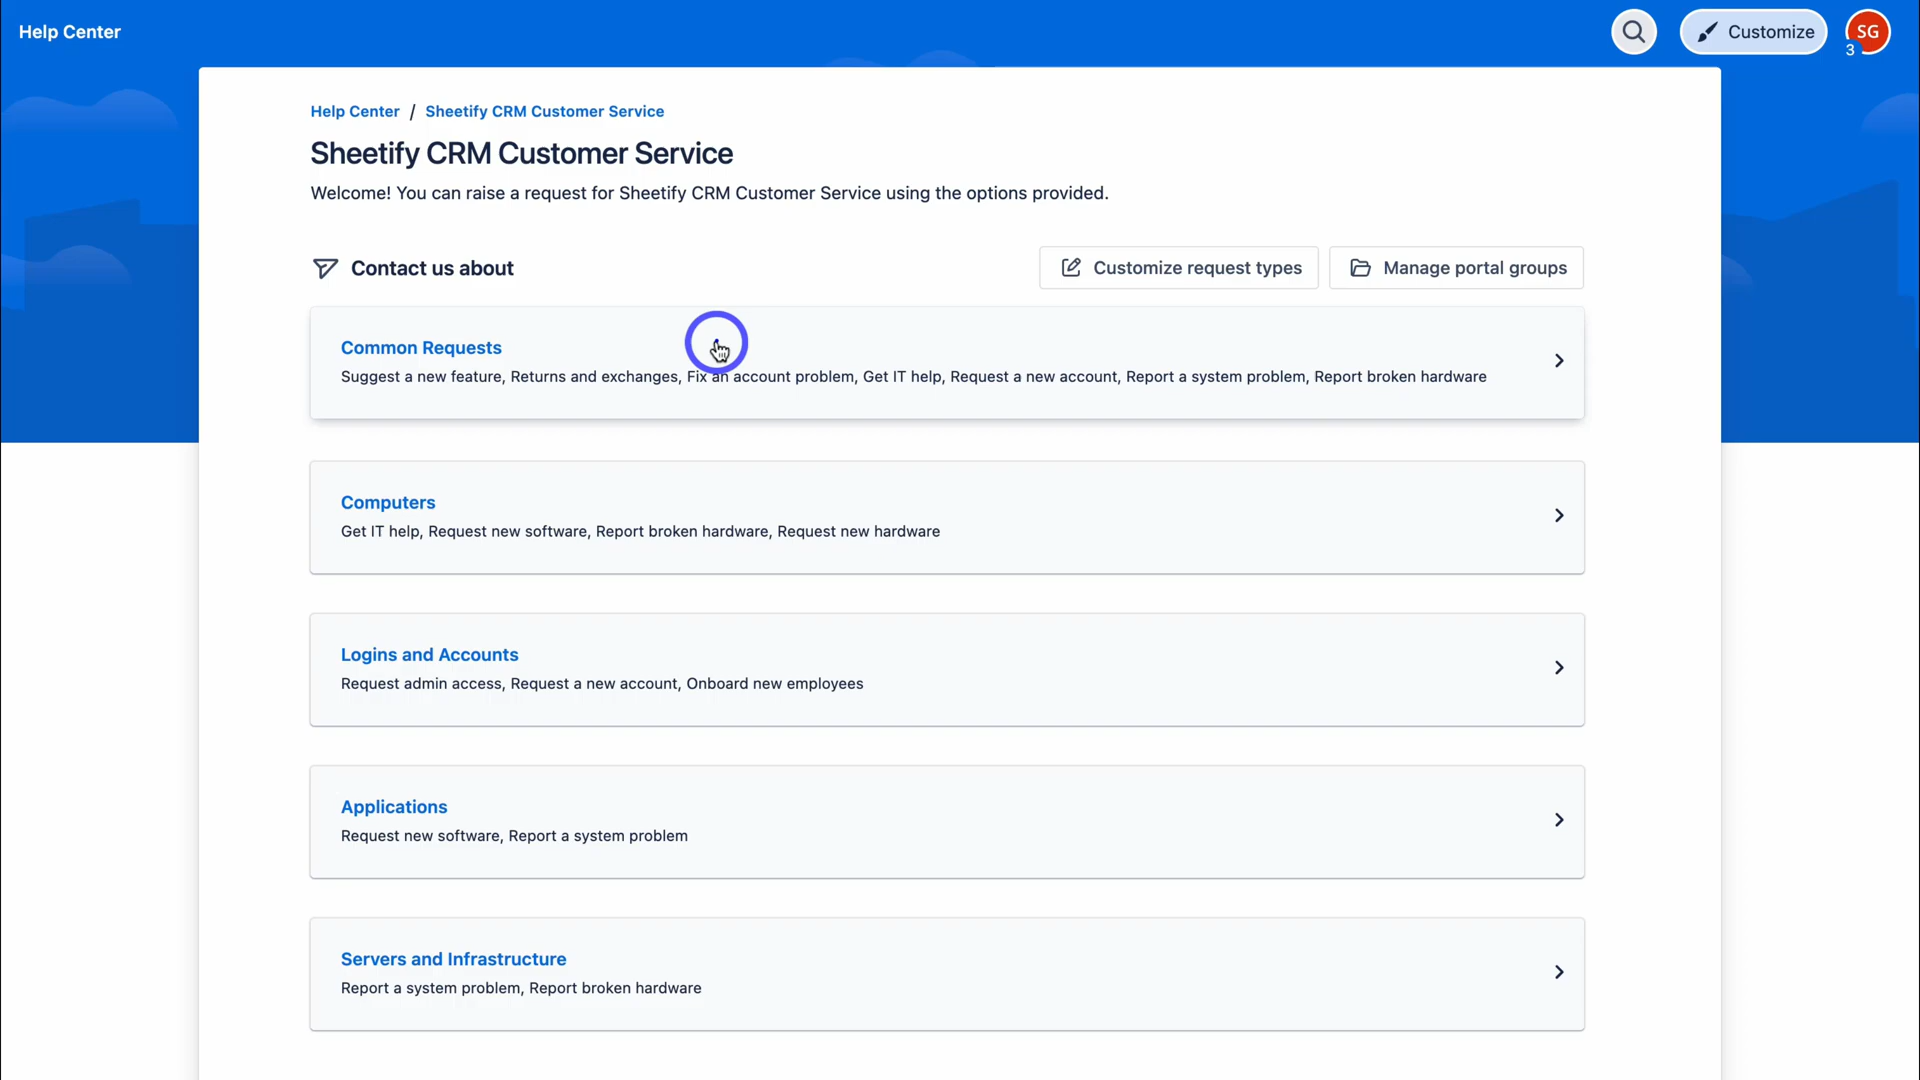 Help Center
Customize
SG
3
Help Center / Sheetify CRM Customer Service
Sheetify CRM Customer Service
Welcome! You can raise a request for Sheetify CRM Customer Service using the options provided.
Contact us about
Customize request types
Manage portal groups
Common Requests
Suggest a new feature, Returns and exchanges, Fix an account problem, Get IT help, Request a new account, Report a system problem, Report broken hardware
Computers
Get IT help, Request new software, Report broken hardware, Request new hardware
Logins and Accounts
Request admin access, Request a new account, Onboard new employees
Applications
Request new software, Report a system problem
Servers and Infrastructure
Report a system problem, Report broken hardware